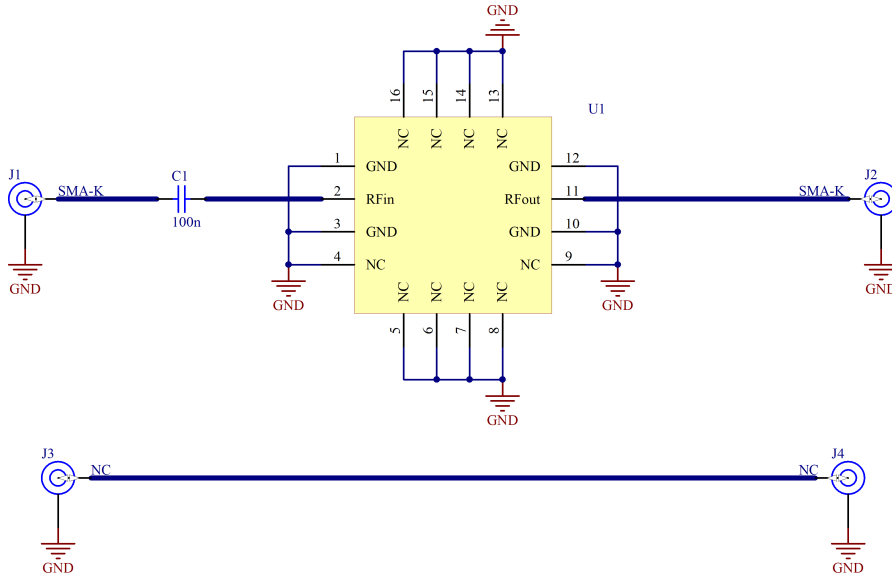 GND
16
15
14
13
U1
NC
NC
NC
NC
1
GND
GND
12
J1
SMA-K
C1
100n
2
RFin
RFout
11
SMA-K
J2
3
GND
GND
10
4
NC
NC
9
GND
GND
GND
GND
NC
NC
NC
NC
5
6
7
8
GND
J3
NC
NC
J4
GND
GND